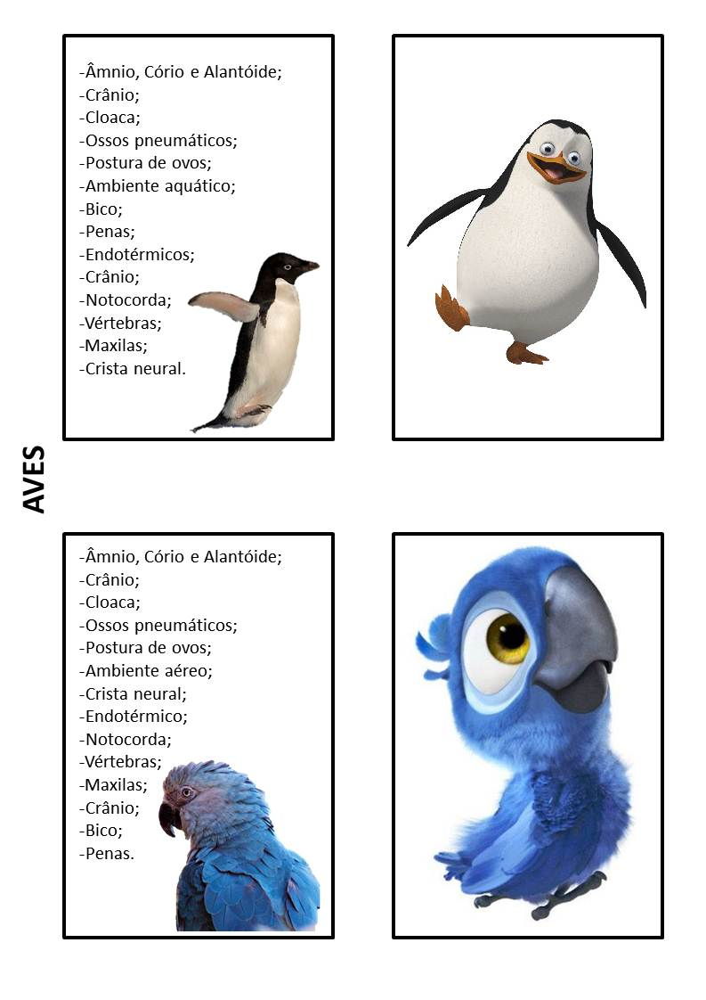 -Âmnio, Cório e Alantóide;
-Crânio;
-Cloaca;
-Ossos pneumáticos;
-Postura de ovos;
-Ambiente aquático;
-Bico;
-Penas;
-Endotérmicos;
-Crânio;
-Notocorda;
-Vértebras;
-Maxilas;
-Crista neural.
AVES
-Âmnio, Cório e Alantóide;
-Crânio;
-Cloaca;
-Ossos pneumáticos;
-Postura de ovos;
-Ambiente aéreo;
-Crista neural;
-Endotérmico;
-Notocorda;
-Vértebras;
-Maxilas;
-Crânio;
-Bico;
-Penas.